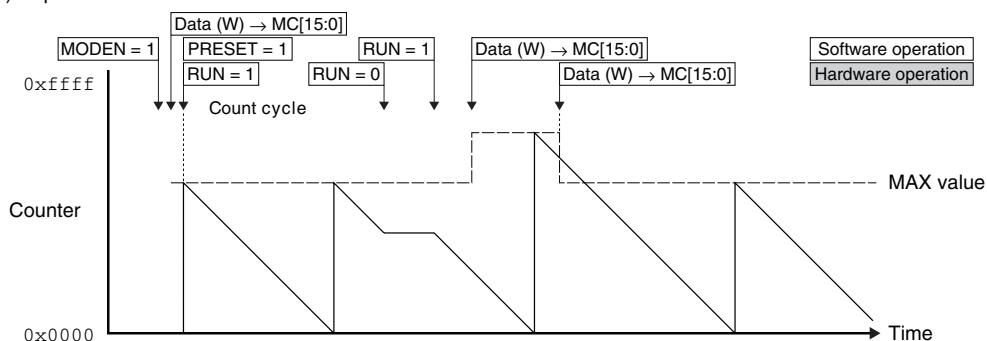 Data (W) → MC[15:0]
MODEN = 1
PRESET = 1
RUN = 1
Data (W) → MC[15:0]
Software operation
RUN = 1
RUN = 0
Data (W) → MC[15:0]
Hardware operation
0xffff
Count cycle
MAX value
Counter
0x0000
Time